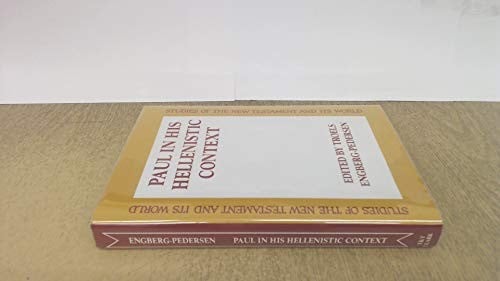 STUDIES OF THE NEW TESTAMENT AND ITS WORLD
PAUL IN HIS
HELLENISTIC
CONTEXT
EDITED BY TROELS
ENGBERG-PEDERSEN
STUDIES OF THE NEW TESTAMENT AND ITS WORLD
ENGBERG-PEDERSEN PAUL IN HIS HELLENISTIC CONTEXT
T&T
CLARK